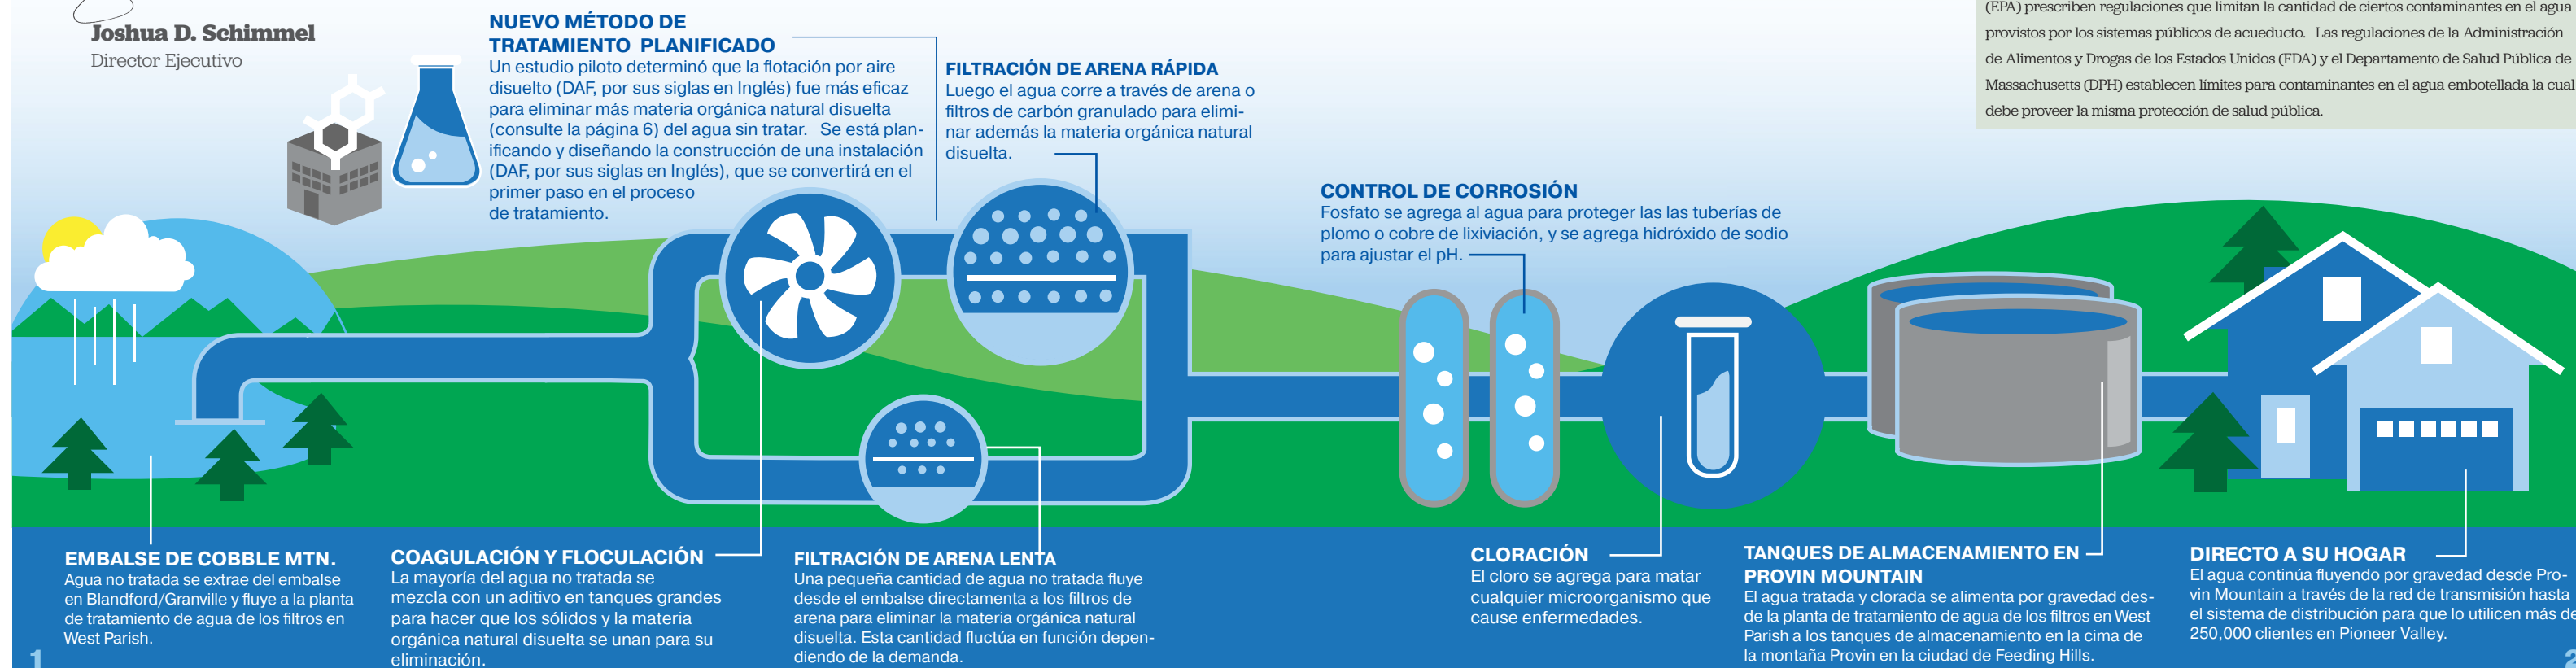 Joshua D. Schimmel
Director Ejecutivo
NUEVO MÉTODO DE
TRATAMIENTO PLANIFICADO
Un estudio piloto determinó que la flotación por aire
disuelto (DAF, por sus siglas en Inglés) fue más eficaz
para eliminar más materia orgánica natural disuelta
(consulte la página 6) del agua sin tratar. Se está plan-
ificando y diseñando la construcción de una instalación
(DAF, por sus siglas en Inglés), que se convertirá en el
primer paso en el proceso
de tratamiento.
FILTRACIÓN DE ARENA RÁPIDA
Luego el agua corre a través de arena o
filtros de carbón granulado para elimi-
nar además la materia orgánica natural
disuelta.
CONTROL DE CORROSIÓN
Fosfato se agrega al agua para proteger las las tuberías de
plomo o cobre de lixiviación, y se agrega hidróxido de sodio
para ajustar el pH.
(EPA) prescriben regulaciones que limitan la cantidad de ciertos contaminantes en el agua
provistos por los sistemas públicos de acueducto. Las regulaciones de la Administración
de Alimentos y Drogas de los Estados Unidos (FDA) y el Departamento de Salud Pública de
Massachusetts (DPH) establecen límites para contaminantes en el agua embotellada la cual
debe proveer la misma protección de salud pública.
EMBALSE DE COBBLE MTN.
Agua no tratada se extrae del embalse
en Blandford/Granville y fluye a la planta
de tratamiento de agua de los filtros en
West Parish.
COAGULACIÓN Y FLOCULACIÓN
La mayoría del agua no tratada se
mezcla con un aditivo en tanques grandes
para hacer que los sólidos y la materia
orgánica natural disuelta se unan para su
eliminación.
FILTRACIÓN DE ARENA LENTA
Una pequeña cantidad de agua no tratada fluye
desde el embalse directamente a los filtros de
arena para eliminar la materia orgánica natural
disuelta. Esta cantidad fluctúa en función depen-
diendo de la demanda.
CLORACIÓN
El cloro se agrega para matar
cualquier microorganismo que
cause enfermedades.
TANQUES DE ALMACENAMIENTO EN
PROVIN MOUNTAIN
El agua tratada y clorada se alimenta por gravedad des-
de la planta de tratamiento de agua de los filtros en West
Parish a los tanques de almacenamiento en la cima de
la montaña Provin en la ciudad de Feeding Hills.
DIRECTO A SU HOGAR
El agua continúa fluyendo por gravedad desde Pro-
vin Mountain a través de la red de transmisión hasta
el sistema de distribución para que lo utilicen más de
250,000 clientes en Pioneer Valley.
1